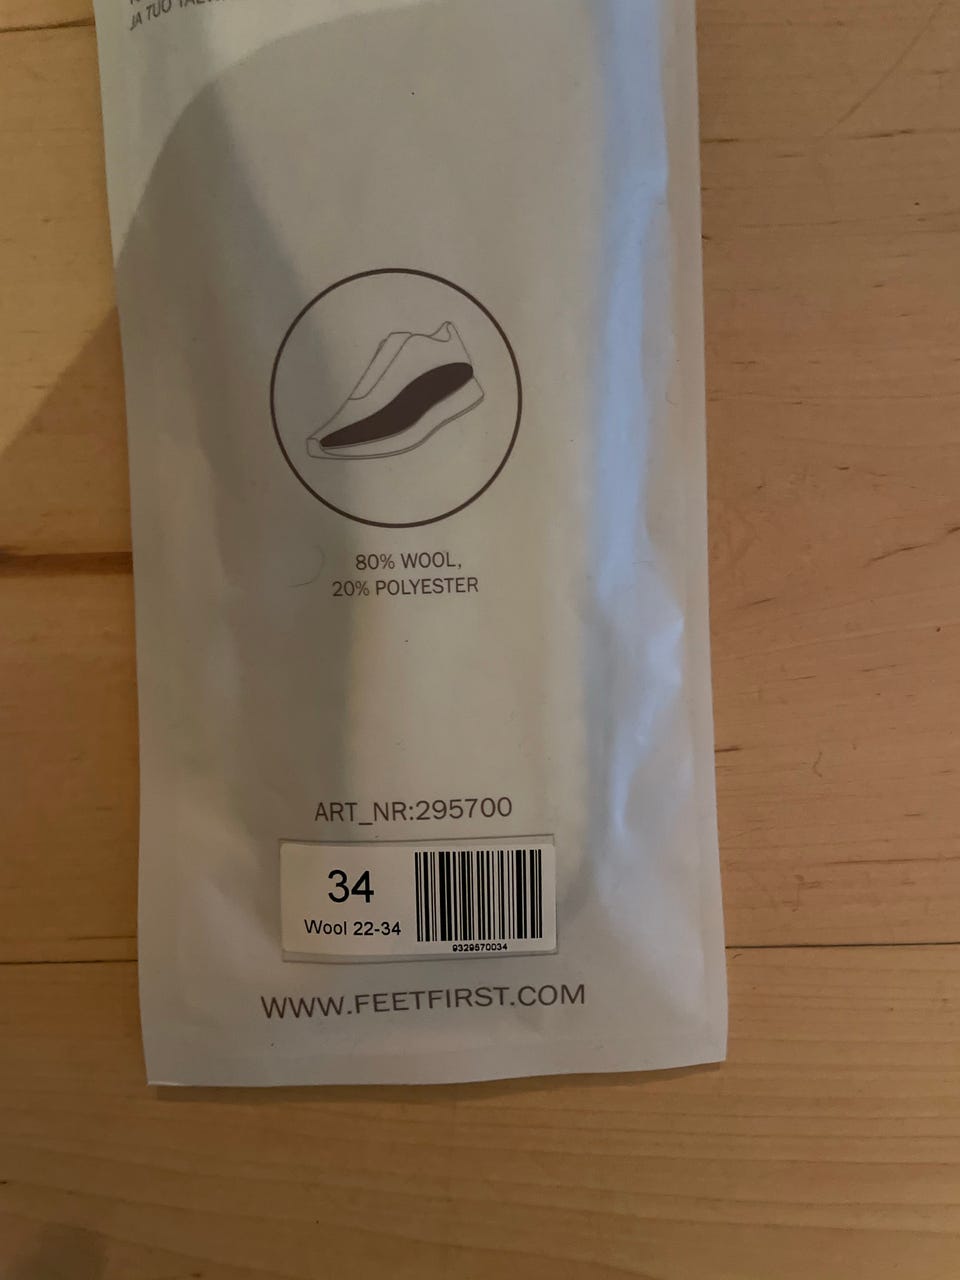 JA TUO
80% WOOL,
20% POLYESTER
ART_NR:295700
34
Wool 22-34
9329570034
WWW.FEETFIRST.COM